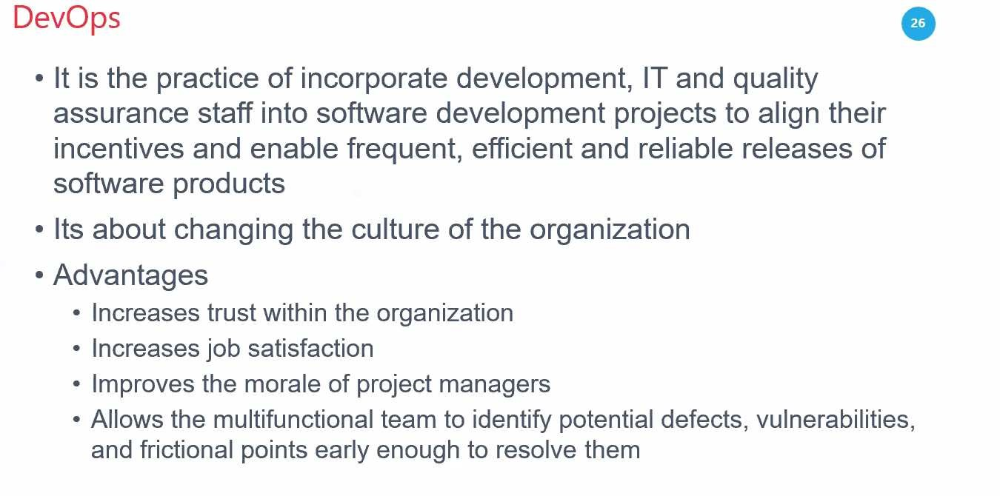 DevOps
26
• It is the practice of incorporate development, IT and quality
assurance staff into software development projects to align their
incentives and enable frequent, efficient and reliable releases of
software products
• Its about changing the culture of the organization
• Advantages
• Increases trust within the organization
• Increases job satisfaction
• Improves the morale of project managers
• Allows the multifunctional team to identify potential defects, vulnerabilities,
and frictional points early enough to resolve them